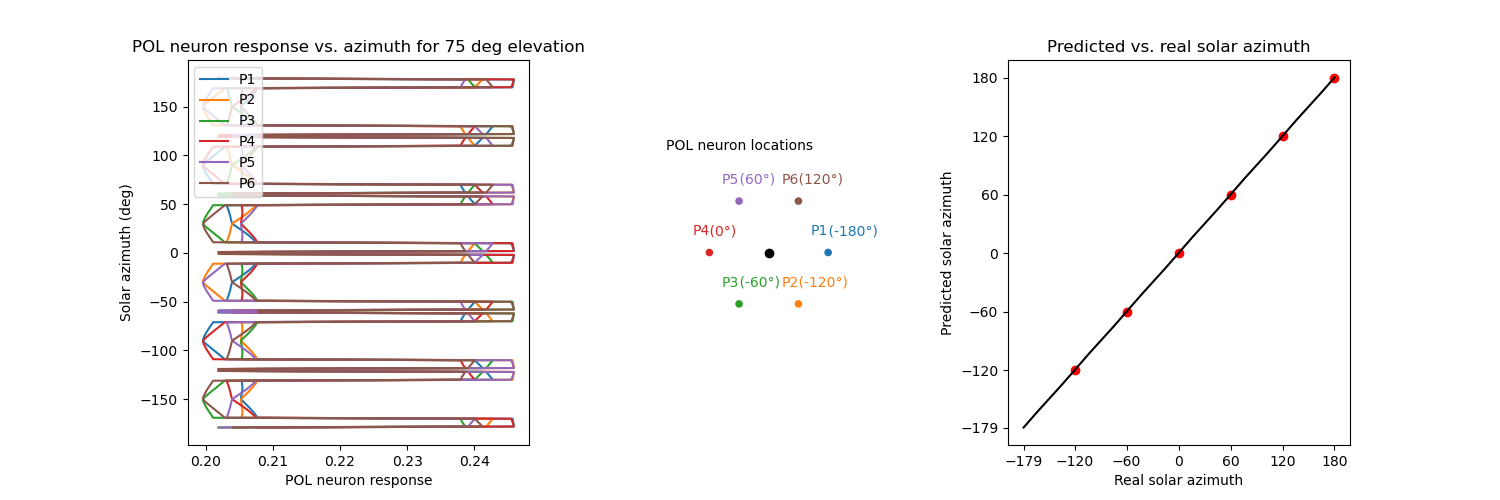 POL neuron response vs. azimuth for 75 deg elevation
P1
P2
P3
P4
P5
P6
150
100
50
0
−50
−100
−150
Solar azimuth (deg)
0.20 0.21 0.22 0.23 0.24
POL neuron response
POL neuron locations
P5(60°) P6(120°)
P4(0°) P1(-180°)
P3(-60°) P2(-120°)
Predicted vs. real solar azimuth
180
120
60
0
−60
−120
−179
Predicted solar azimuth
−179 −120 −60 0 60 120 180
Real solar azimuth